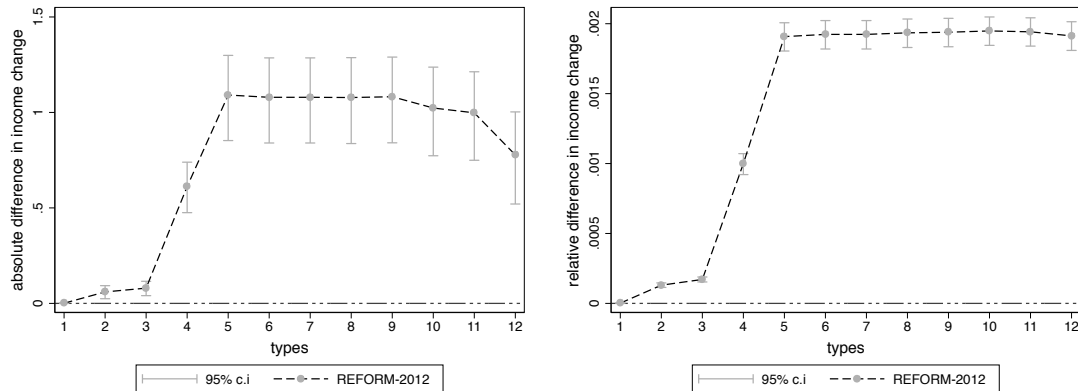 absolute difference in income change
1.5
1
.5
0
1 2 3 4 5 6 7 8 9 10 11 12
types
95% c.i REFORM-2012
relative difference in income change
.002
.0015
.001
.0005
0
1 2 3 4 5 6 7 8 9 10 11 12
types
95% c.i REFORM-2012